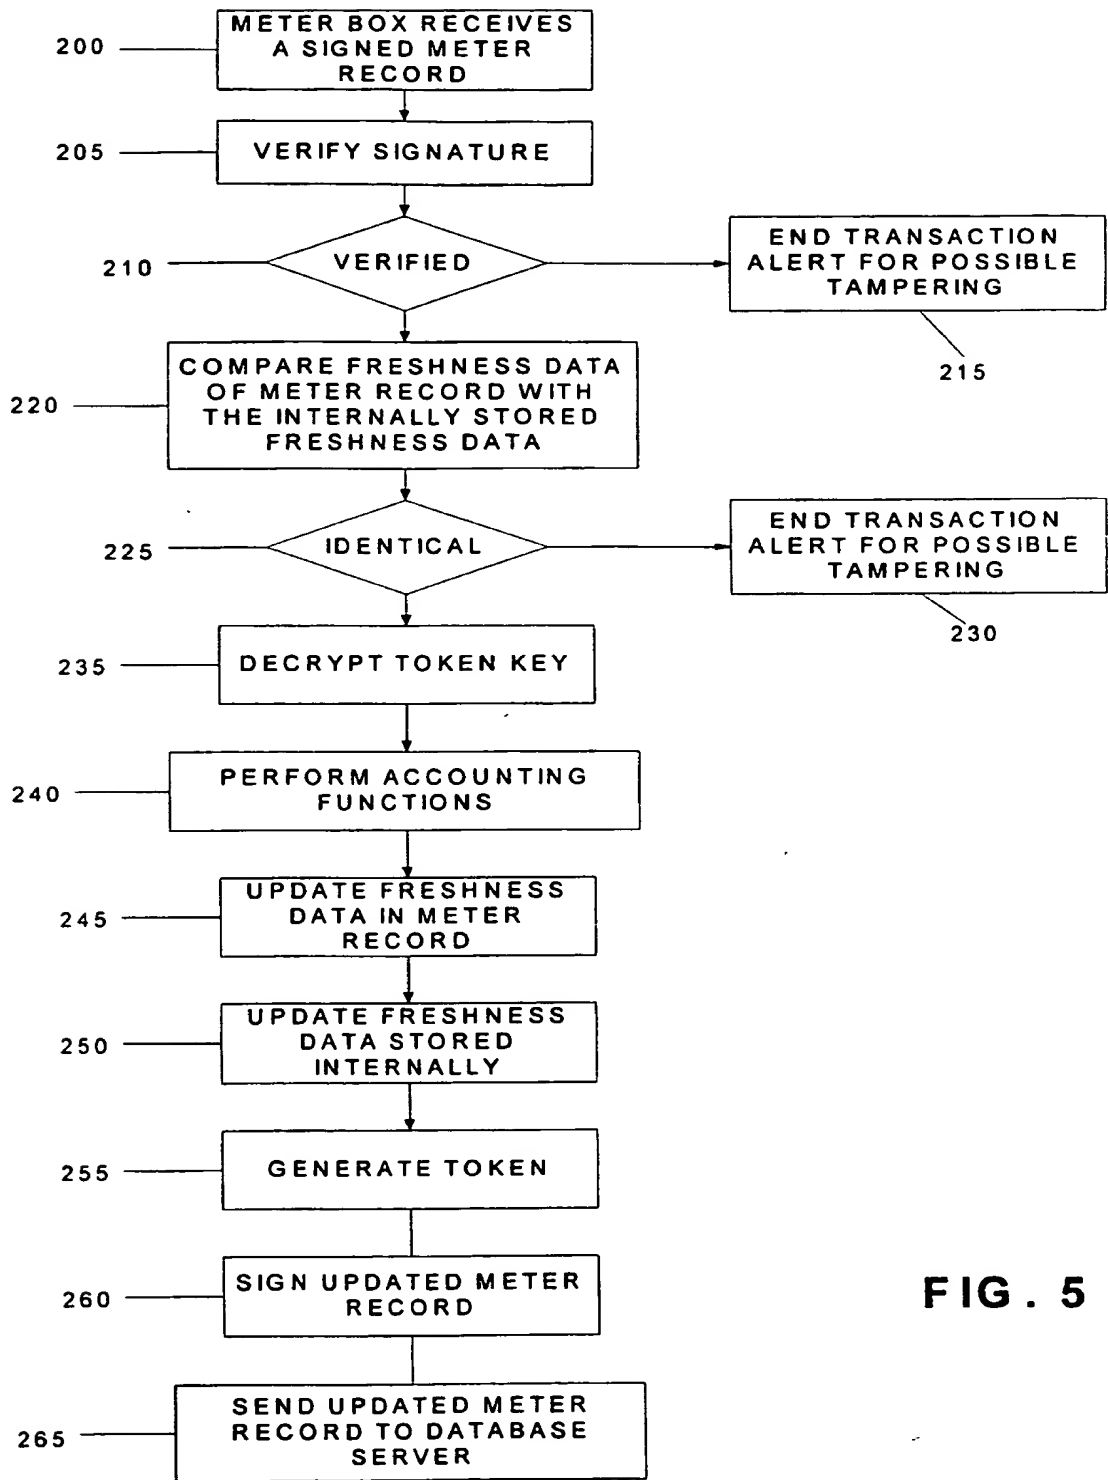 METER BOX RECEIVES
A SIGNED METER
RECORD
200
VERIFY SIGNATURE
205
VERIFIED
210
END TRANSACTION
ALERT FOR POSSIBLE
TAMPERING
215
COMPARE FRESHNESS DATA
OF METER RECORD WITH
THE INTERNALLY STORED
FRESHNESS DATA
220
IDENTICAL
225
END TRANSACTION
ALERT FOR POSSIBLE
TAMPERING
230
DECRYPT TOKEN KEY
235
PERFORM ACCOUNTING
FUNCTIONS
240
UPDATE FRESHNESS
DATA IN METER
RECORD
245
UPDATE FRESHNESS
DATA STORED
INTERNALLY
250
GENERATE TOKEN
255
SIGN UPDATED METER
RECORD
260
FIG. 5
SEND UPDATED METER
RECORD TO DATABASE
SERVER
265